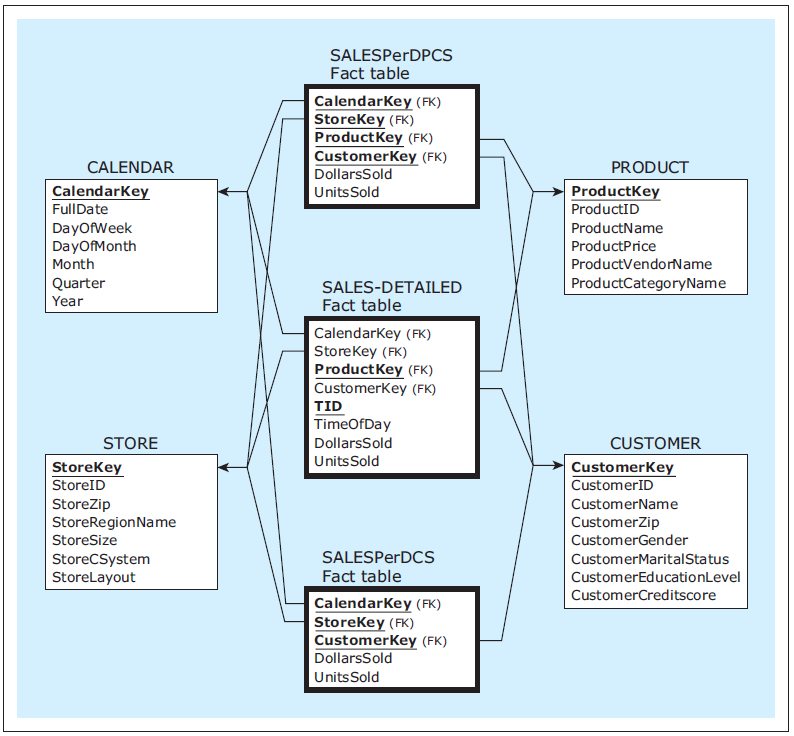 SALESPerDPCS
Fact table
CalendarKey (FK)
StoreKey (FK)
ProductKey (FK)
CustomerKey (FK)
DollarsSold
UnitsSold
CALENDAR
CalendarKey
FullDate
DayOfWeek
DayOfMonth
Month
Quarter
Year
PRODUCT
ProductKey
ProductID
ProductName
ProductPrice
ProductVendorName
ProductCategoryName
SALES-DETAILED
Fact table
CalendarKey (FK)
StoreKey (FK)
ProductKey (FK)
CustomerKey (FK)
TID
TimeOfDay
DollarsSold
UnitsSold
STORE
StoreKey
StoreID
StoreZip
StoreRegionName
StoreSize
StoreCSystem
StoreLayout
CUSTOMER
CustomerKey
CustomerID
CustomerName
CustomerZip
CustomerGender
CustomerMaritalStatus
CustomerEducationLevel
CustomerCreditscore
SALESPerDCS
Fact table
CalendarKey (FK)
StoreKey (FK)
CustomerKey (FK)
DollarsSold
UnitsSold